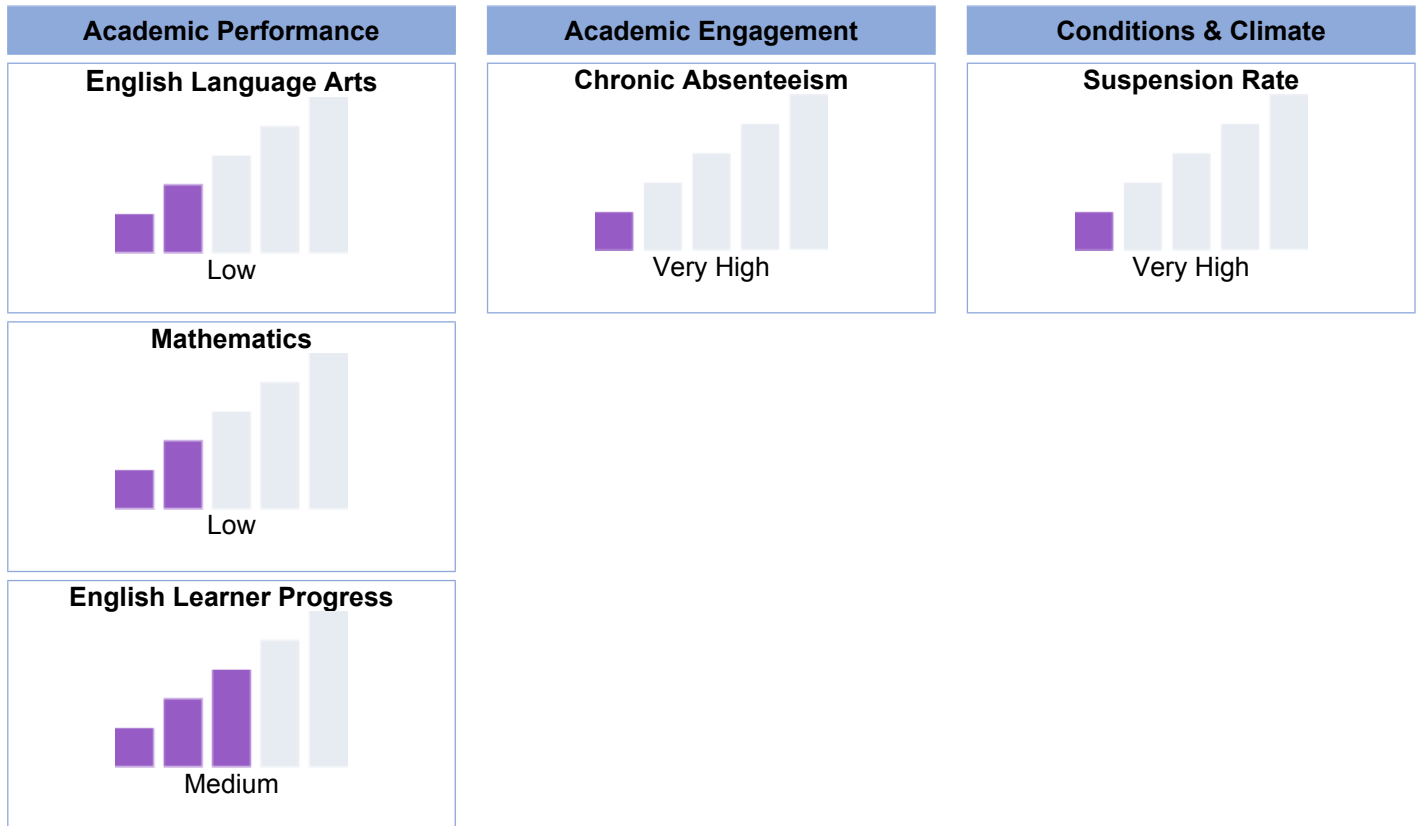 Academic Performance
English Language Arts
Low
Mathematics
Low
English Learner Progress
Medium
Academic Engagement
Chronic Absenteeism
Very High
Conditions & Climate
Suspension Rate
Very High